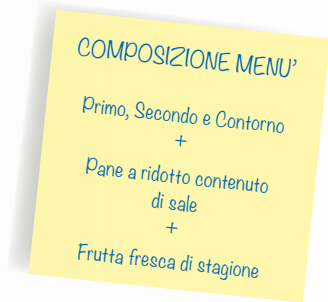 COMPOSIZIONE MENU'
Primo, Secondo e Contorno
+
Pane a ridotto contenuto
di sale
+
Frutta fresca di stagione